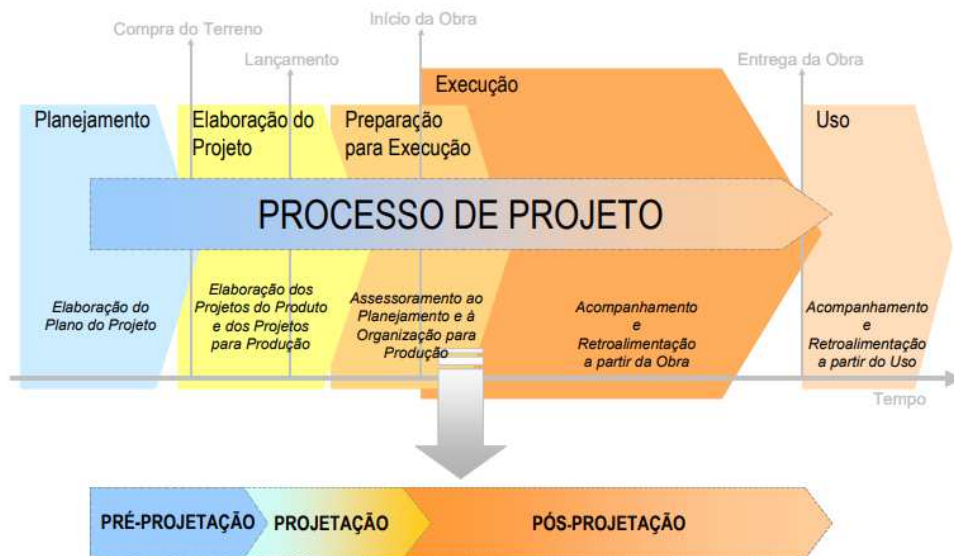 Compra do Terreno
Lançamento
Início da Obra
Entrega da Obra
Planejamento
Elaboração do
Projeto
Preparação
para Execução
Execução
Uso
PROCESSO DE PROJETO
Elaboração do
Plano do Projeto
Elaboração dos
Projetos do Produto
e dos Projetos
para Produção
Assessoramento ao
Planejamento e à
Organização para
Produção
Acompanhamento
e
Retroalimentação
a partir da Obra
Acompanhamento
e
Retroalimentação
a partir do Uso
Tempo
PRÉ-PROJETAÇÃO
PROJETAÇÃO
PÓS-PROJETAÇÃO